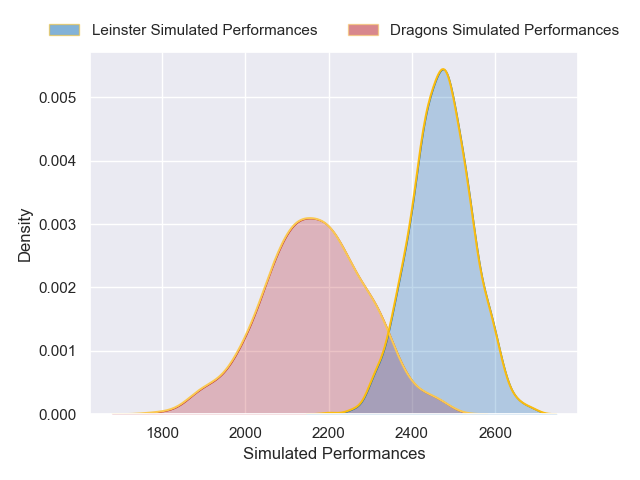 Leinster Simulated Performances
Dragons Simulated Performances
0.005
0.004
0.003
0.002
0.001
0.000
Density
1800
2000
2200
2400
2600
Simulated Performances